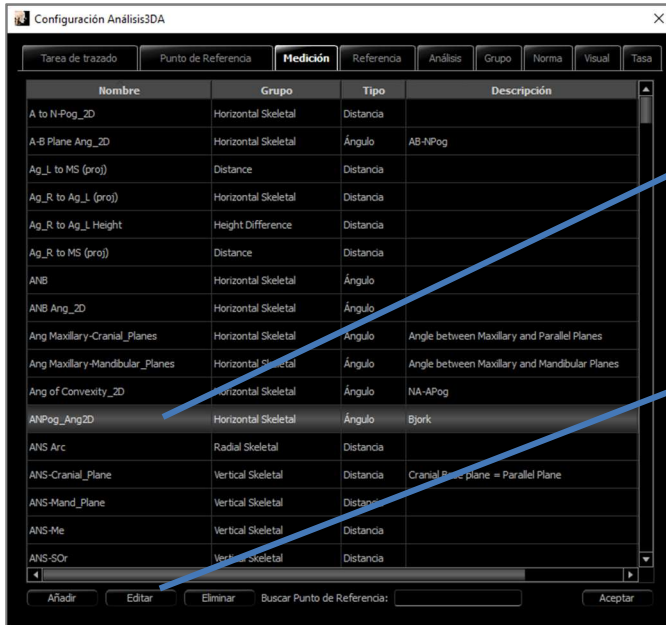 Configuración Análisis3DA
Tarea de trazado Punto de Referencia Medición Referencia Análisis Grupo Norma Visual Tasa
Nombre Grupo Tipo Descripción
A to N-Pog_2D Horizontal Skeletal Distancia
A-B Plane Ang_2D Horizontal Skeletal Ángulo AB-NPog
Ag_L to MS (proj) Distance Distancia
Ag_R to Ag_L (proj) Horizontal Skeletal Distancia
Ag_R to Ag_L Height Height Difference Distancia
Ag_R to MS (proj) Distance Distancia
ANB Horizontal Skeletal Ángulo
ANB Ang_2D Horizontal Skeletal Ángulo
Ang Maxillary-Cranial_Planes Horizontal Skeletal Ángulo Angle between Maxillary and Parallel Planes
Ang Maxillary-Mandibular_Planes Horizontal Skeletal Ángulo Angle between Maxillary and Mandibular Planes
Ang of Convexity_2D Horizontal Skeletal Ángulo NA-APog
ANPog_Ang2D Horizontal Skeletal Ángulo Bjork
ANS Arc Radial Skeletal Distancia
ANS-Cranial_Plane Vertical Skeletal Distancia Cranial Base plane = Parallel Plane
ANS-Mand_Plane Vertical Skeletal Distancia
ANS-Me Vertical Skeletal Distancia
ANS-SOr Vertical Skeletal Distancia
Añadir Editar Eliminar Buscar Punto de Referencia: Aceptar